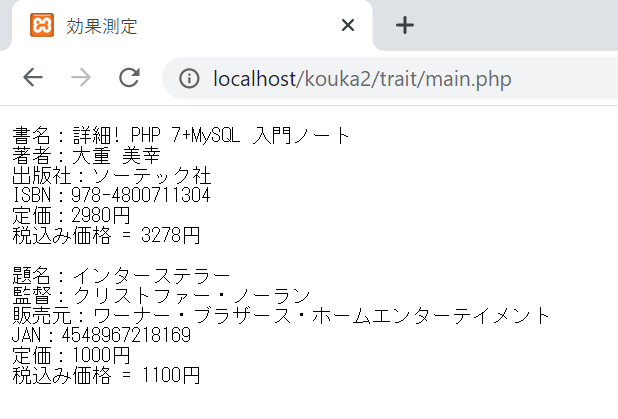 効果測定
localhost/kouka2/trait/main.php
書名：詳細! PHP 7+MySQL 入門ノート
著者：大重 美幸
出版社：ソーテック社
ISBN：978-4800711304
定価：2980円
税込み価格 = 3278円
題名：インターステラー
監督：クリストファー・ノーラン
販売元：ワーナー・ブラザース・ホームエンターテイメント
JAN：4548967218169
定価：1000円
税込み価格 = 1100円